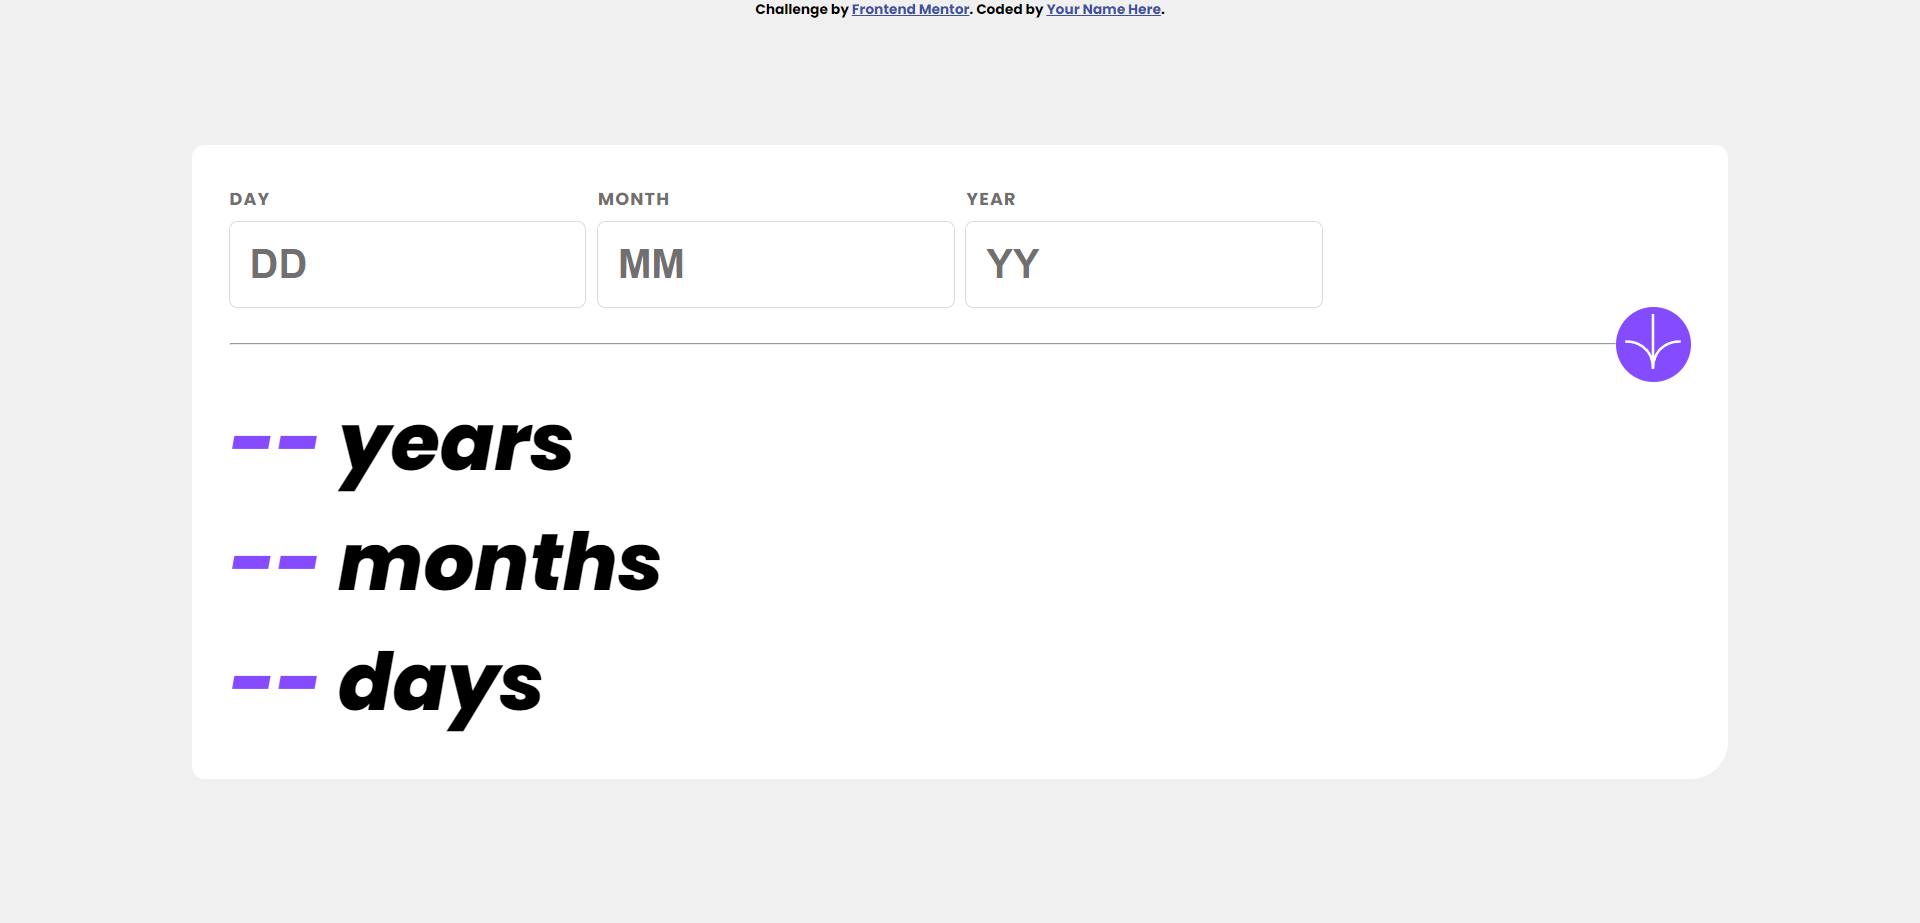 Challenge by Frontend Mentor. Coded by Your Name Here.
DAY MONTH YEAR
DD MM YY
-- years
-- months
-- days